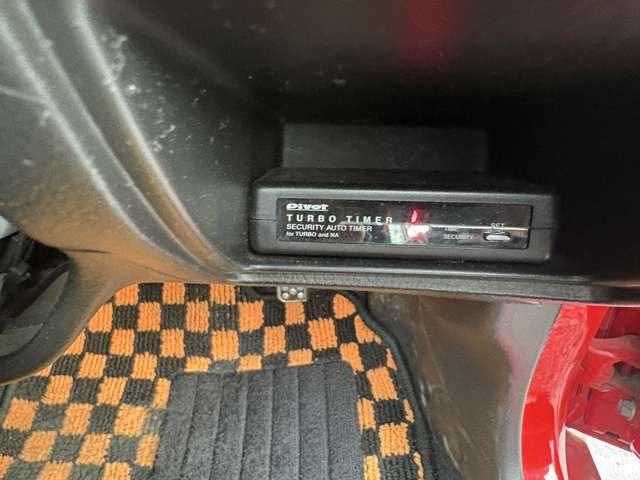 Pivot
TURBO TIMER
SECURITY AUTO TIMER
for TURBO and NA
SECURITY
SET